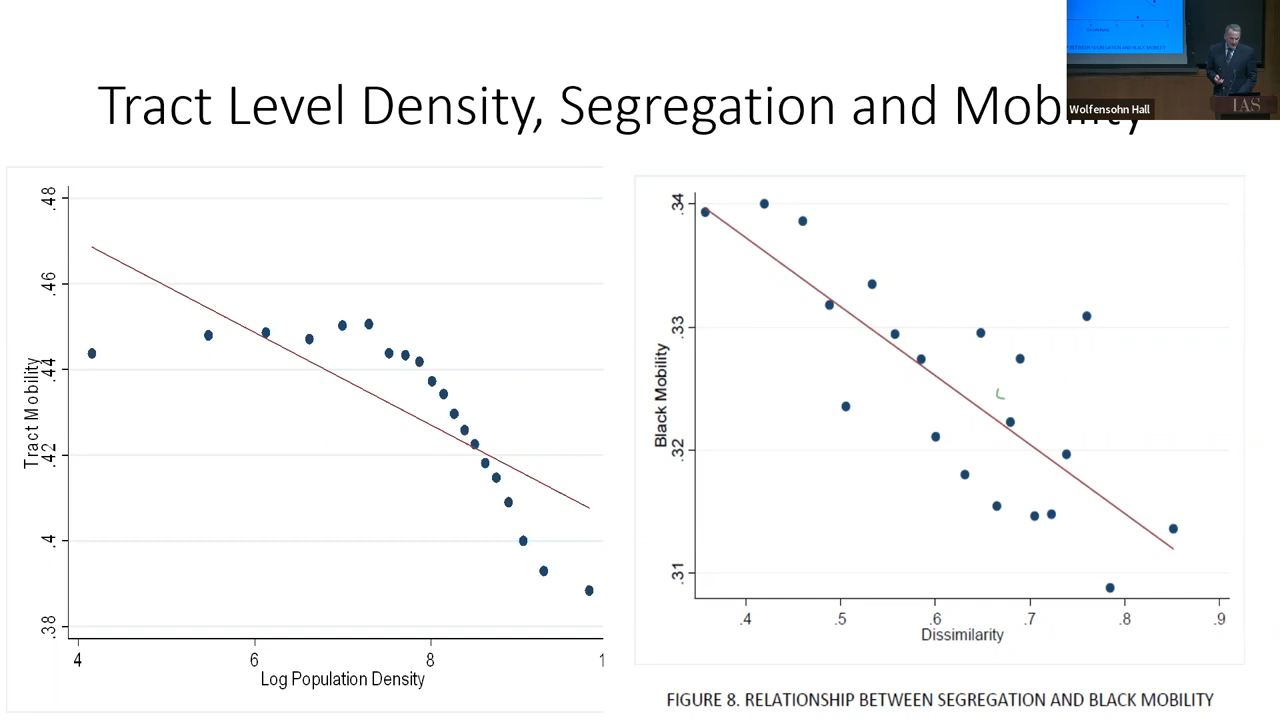 Tract Level Density, Segregation and Mobility
Wolfensohn Hall
IAS
.48
.46
.44
.42
.4
.38
Tract Mobility
4
6
8
1
Log Population Density
.34
.33
.32
.31
Black Mobility
.4
.5
.6
.7
.8
.9
Dissimilarity
FIGURE 8. RELATIONSHIP BETWEEN SEGREGATION AND BLACK MOBILITY